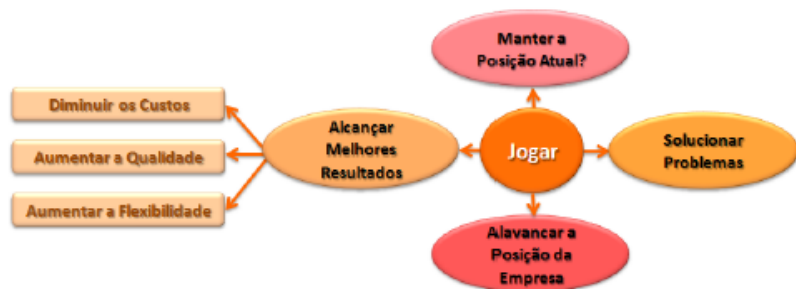 Manter a
Posição Atual?
Diminuir os Custos
Aumentar a Qualidade
Aumentar a Flexibilidade
Alcançar
Melhores
Resultados
Jogar
Solucionar
Problemas
Alavancar a
Posição da
Empresa